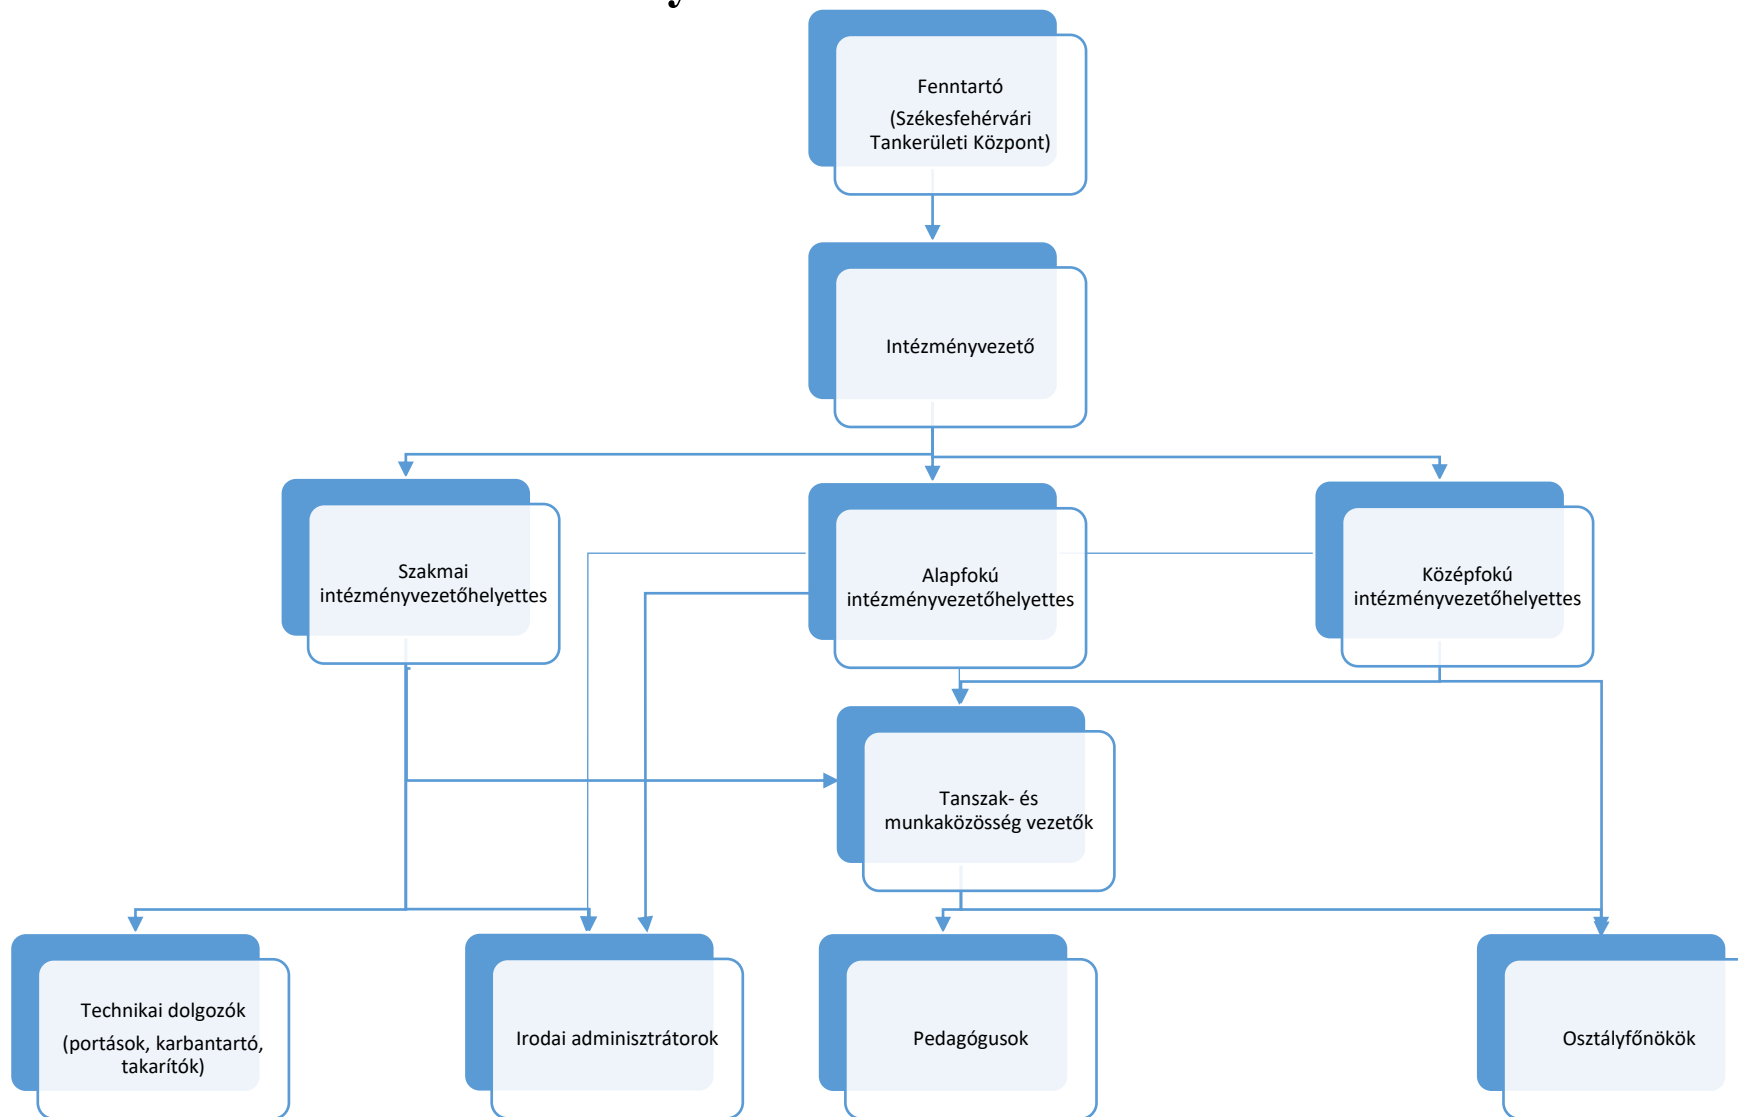 y
Fenntartó
(Székesfehérvári
Tankerületi Központ)
Intézményvezető
Szakmai
intézményvezetőhelyettes
Alapfokú
intézményvezetőhelyettes
Középfokú
intézményvezetőhelyettes
Tanszak- és
munkaközösség vezetők
Technikai dolgozók
(portások, karbantartó,
takarítók)
Irodai adminisztrátorok
Pedagógusok
Osztályfőnökök